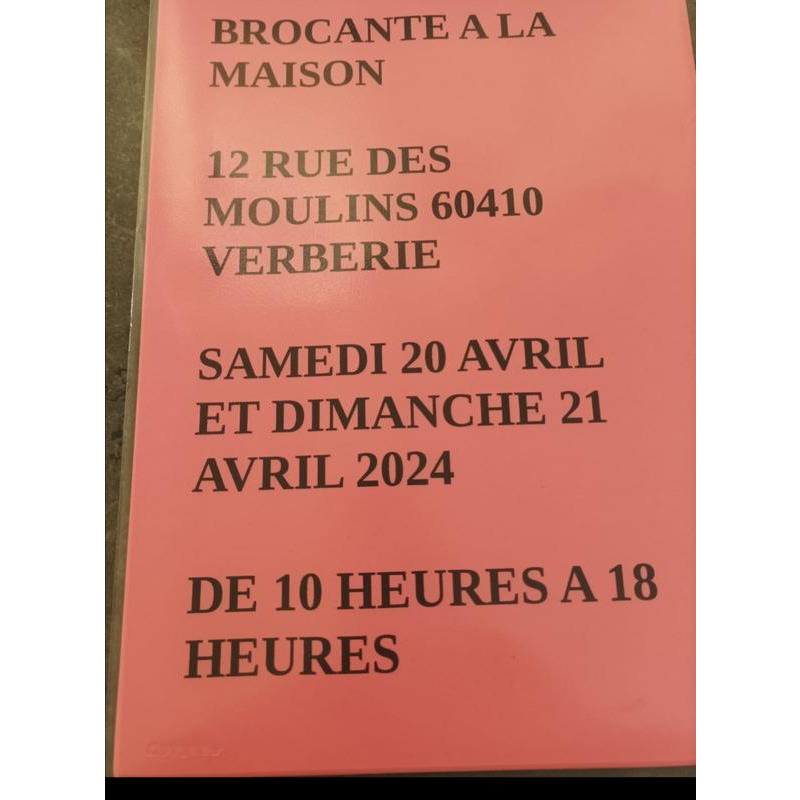 BROCANTE A LA
MAISON
12 RUE DES
MOULINS 60410
VERBERIE
SAMEDI 20 AVRIL
ET DIMANCHE 21
AVRIL 2024
DE 10 HEURES A 18
HEURES